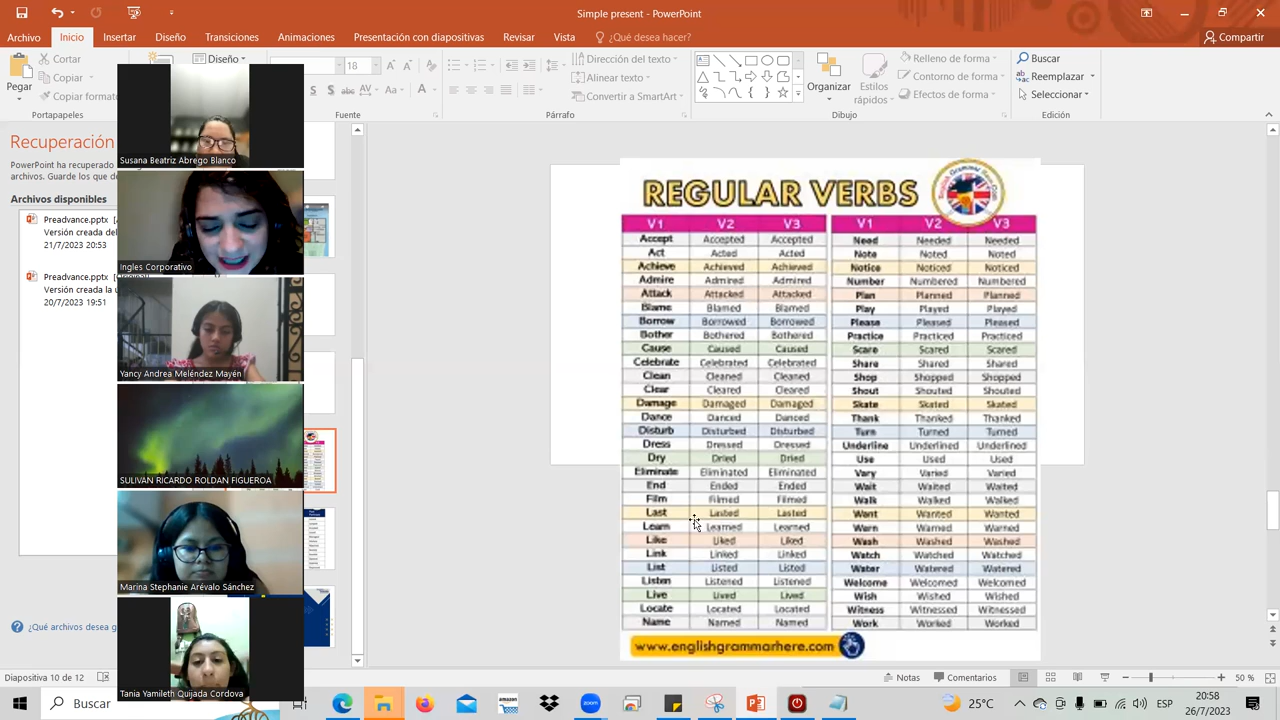 Simple present - PowerPoint
Archivo Inicio Insertar Diseño Transiciones Animaciones Presentación con diapositivas Revisar Vista ¿Qué desea hacer? Compartir
Cortar Diseño Dirección del texto Relleno de forma Buscar
Copiar 18 Alinear texto Contorno de forma Reemplazar
Pegar Organizar Estilos rápidos
Copiar formato Convertir a SmartArt Efectos de forma Seleccionar
Portapapeles Fuente Párrafo Dibujo Edición
Recuperación
PowerPoint ha recuperado
archivos. Guarde los que
Archivos disponibles
Preadvance.pptx
Versión creada del
21/7/2023 20:53
20/7/2023 19:51
¿Qué archivos desea
Susana Beatriz Abrego Blanco
Ingles Corporativo
Yancy Andrea Meléndez Mayén
SULIVAN RICARDO ROLDAN FIGUEROA
Marina Stephanie Arévalo Sánchez
Tania Yamileth Quijada Cordova
REGULAR VERBS
V1 V2 V3 V1 V2 V3
Accept Accepted Accepted Need Needed Needed
Act Acted Acted Note Noted Noted
Achieve Achieved Achieved Notice Noticed Noticed
Admire Admired Admired Number Numbered Numbered
Attack Attacked Attacked Plan Planned Planned
Blame Blamed Blamed Play Played Played
Borrow Borrowed Borrowed Please Pleased Pleased
Bother Bothered Bothered Practice Practiced Practiced
Cause Caused Caused Scare Scared Scared
Celebrate Celebrated Celebrated Share Shared Shared
Clean Cleaned Cleaned Shop Shopped Shopped
Clear Cleared Cleared Shout Shouted Shouted
Damage Damaged Damaged Skate Skated Skated
Dance Danced Danced Thank Thanked Thanked
Disturb Disturbed Disturbed Turn Turned Turned
Dress Dressed Dressed Underline Underlined Underlined
Dry Dried Dried Use Used Used
Eliminate Eliminated Eliminated Vary Varied Varied
End Ended Ended Wait Waited Waited
Film Filmed Filmed Walk Walked Walked
Last Lasted Lasted Want Wanted Wanted
Learn Learned Learned Warn Warned Warned
Like Liked Liked Wash Washed Washed
Link Linked Linked Watch Watched Watched
List Listed Listed Water Watered Watered
Listen Listened Listened Welcome Welcomed Welcomed
Live Lived Lived Wish Wished Wished
Locate Located Located Witness Witnessed Witnessed
Name Named Named Work Worked Worked
www.englishgrammarhere.com
Diapositiva 10 de 12 Notas Comentarios 50 %
Buscar amazon zoom 25°C ESP 20:58
26/7/2023